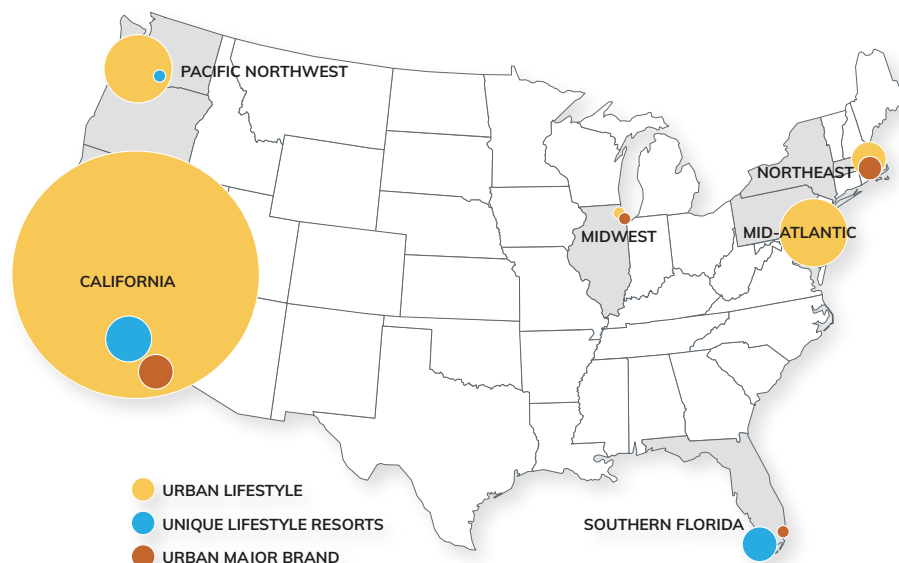 PACIFIC NORTHWEST
NORTHEAST
MID-ATLANTIC
MIDWEST
CALIFORNIA
URBAN LIFESTYLE
UNIQUE LIFESTYLE RESORTS
SOUTHERN FLORIDA
URBAN MAJOR BRAND